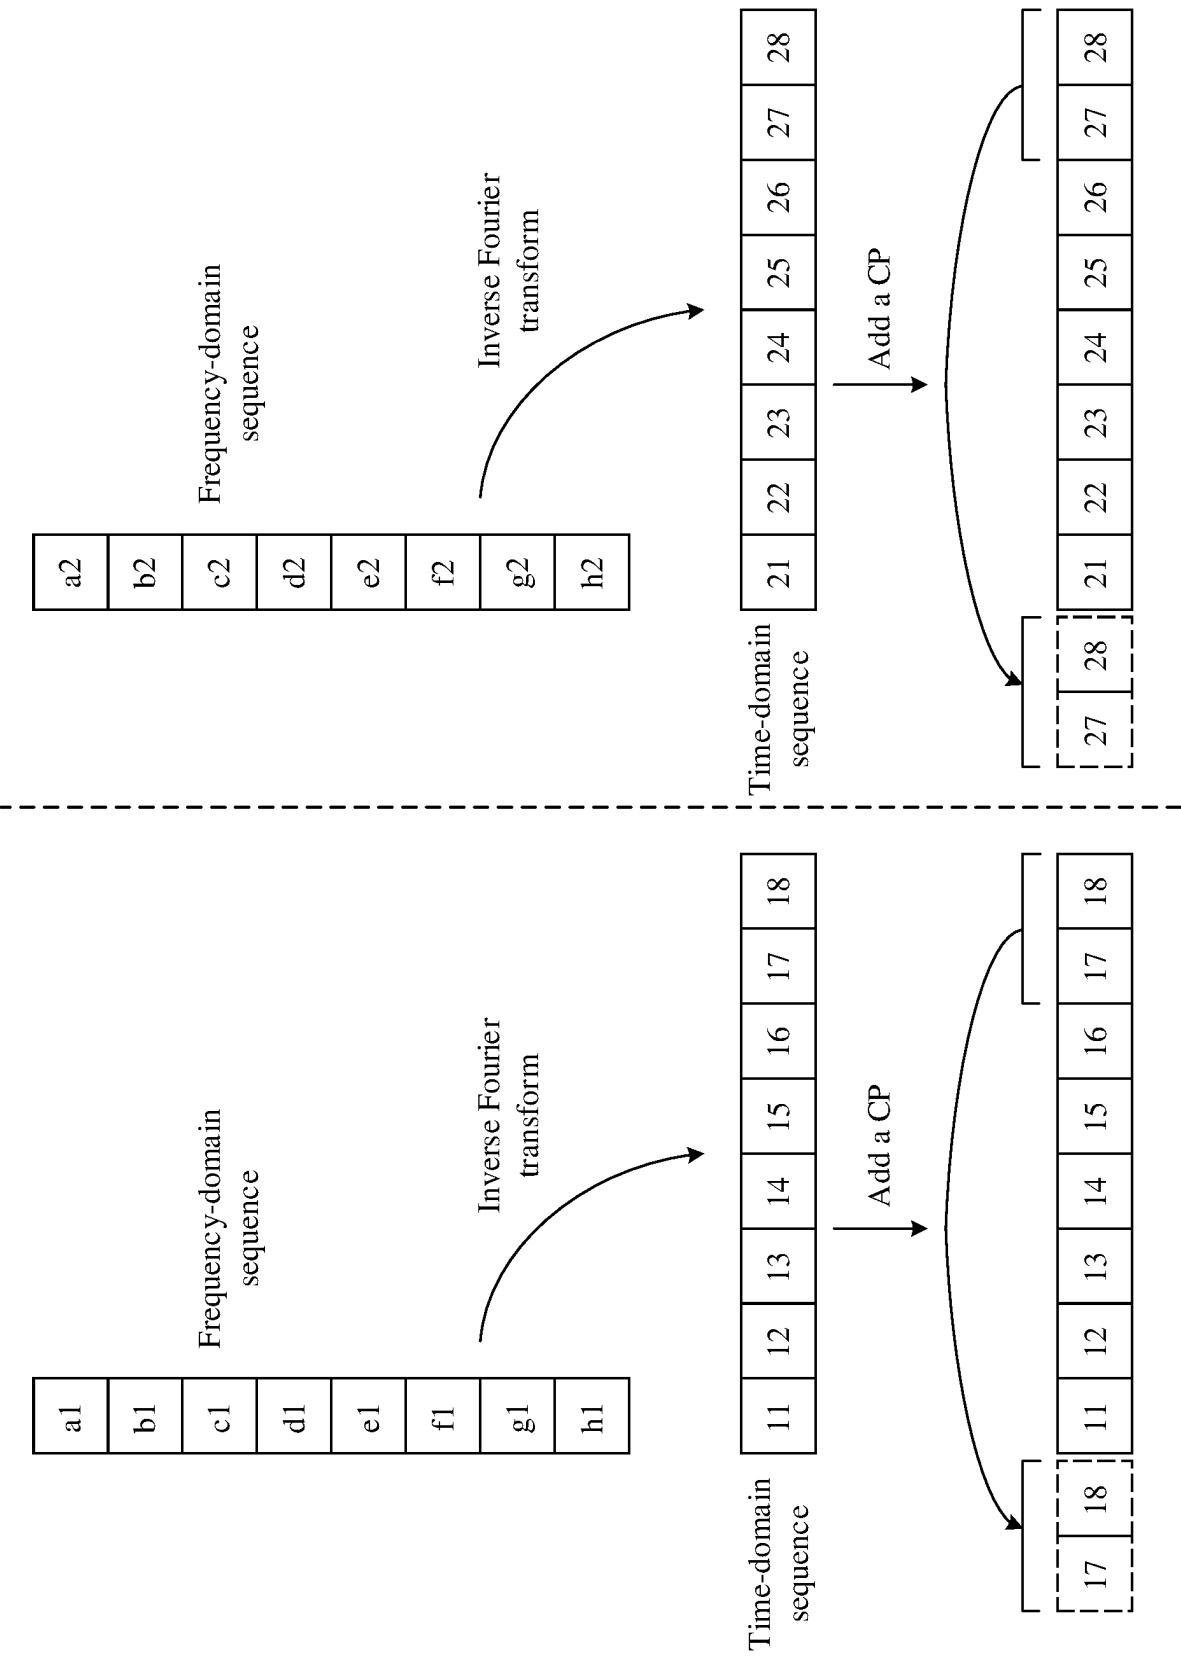 a1
b1
c1
d1
e1
f1
g1
h1
Frequency-domain
sequence
Inverse Fourier
transform
Time-domain
sequence
11 12 13 14 15 16 17 18
Add a CP
17 18 11 12 13 14 15 16 17 18
a2
b2
c2
d2
e2
f2
g2
h2
Frequency-domain
sequence
Inverse Fourier
transform
Time-domain
sequence
21 22 23 24 25 26 27 28
Add a CP
27 28 21 22 23 24 25 26 27 28